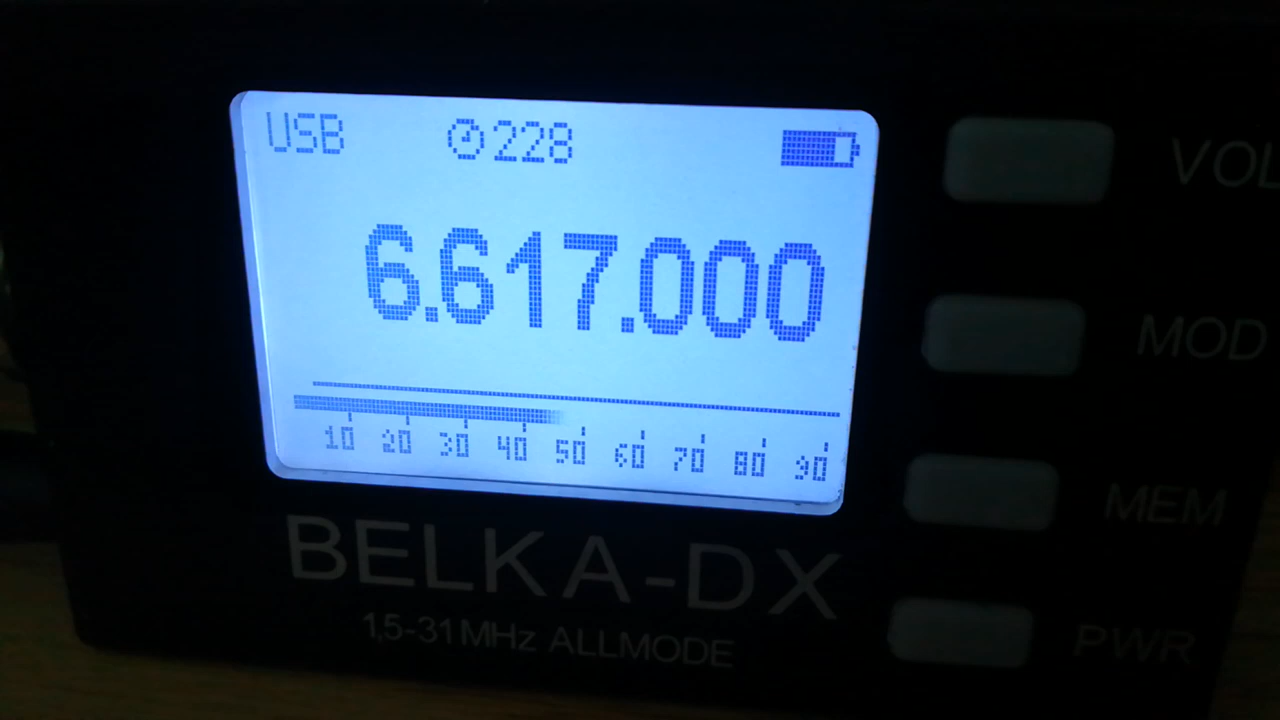 USB 228
6.617.000
10 20 30 40 50 60 70 80 90
BELKA-DX
1,5-31MHz ALLMODE
VOL
MOD
MEM
PWR